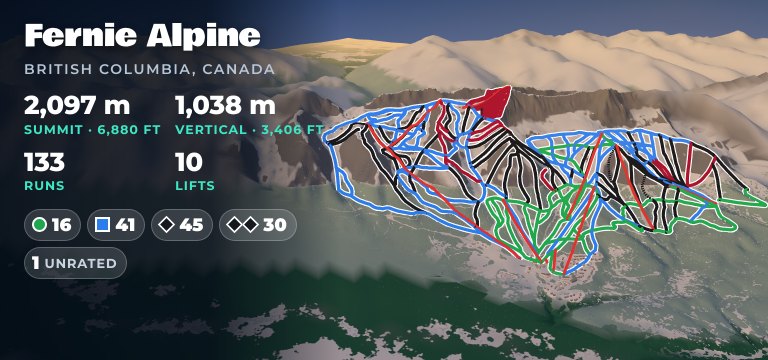 Fernie Alpine
BRITISH COLUMBIA, CANADA
2,097 m 1,038 m
SUMMIT · 6,880 FT VERTICAL · 3,406 FT
133 10
RUNS LIFTS
16 41 45 30
1 UNRATED